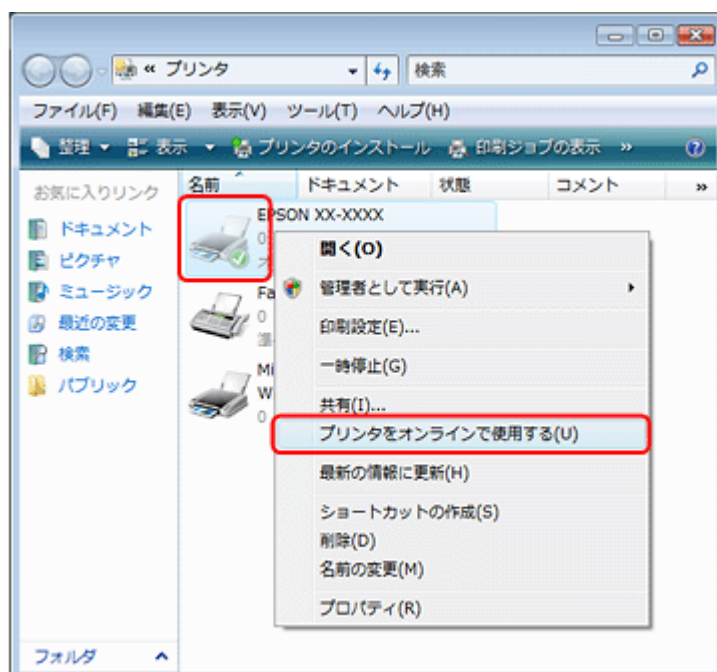 « プリンタ
検索
ファイル(F) 編集(E) 表示(V) ツール(T) ヘルプ(H)
整理 表示 プリンタのインストール 印刷ジョブの表示 »
お気に入りリンク
ドキュメント
ピクチャ
ミュージック
最近の変更
検索
パブリック
フォルダ
名前 ドキュメント 状態 コメント »
EPSON XX-XXXX
0
オ
Fa
0
準
Mi
W
0
開く(O)
管理者として実行(A)
印刷設定(E)...
一時停止(G)
共有(I)...
プリンタをオンラインで使用する(U)
最新の情報に更新(H)
ショートカットの作成(S)
削除(D)
名前の変更(M)
プロパティ(R)